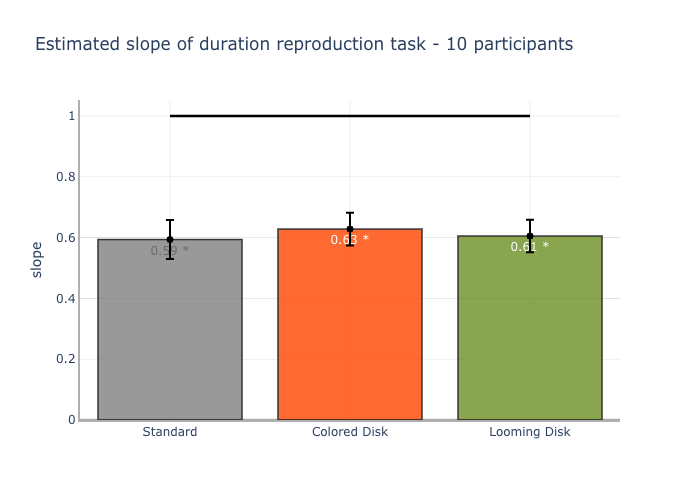 Estimated slope of duration reproduction task - 10 participants
1
0.8
0.6
0.4
0.2
0
slope
0.59 *
0.63 *
0.61 *
Standard
Colored Disk
Looming Disk